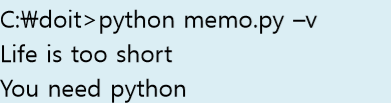 C:₩doit>python memo.py –v
Life is too short
You need python